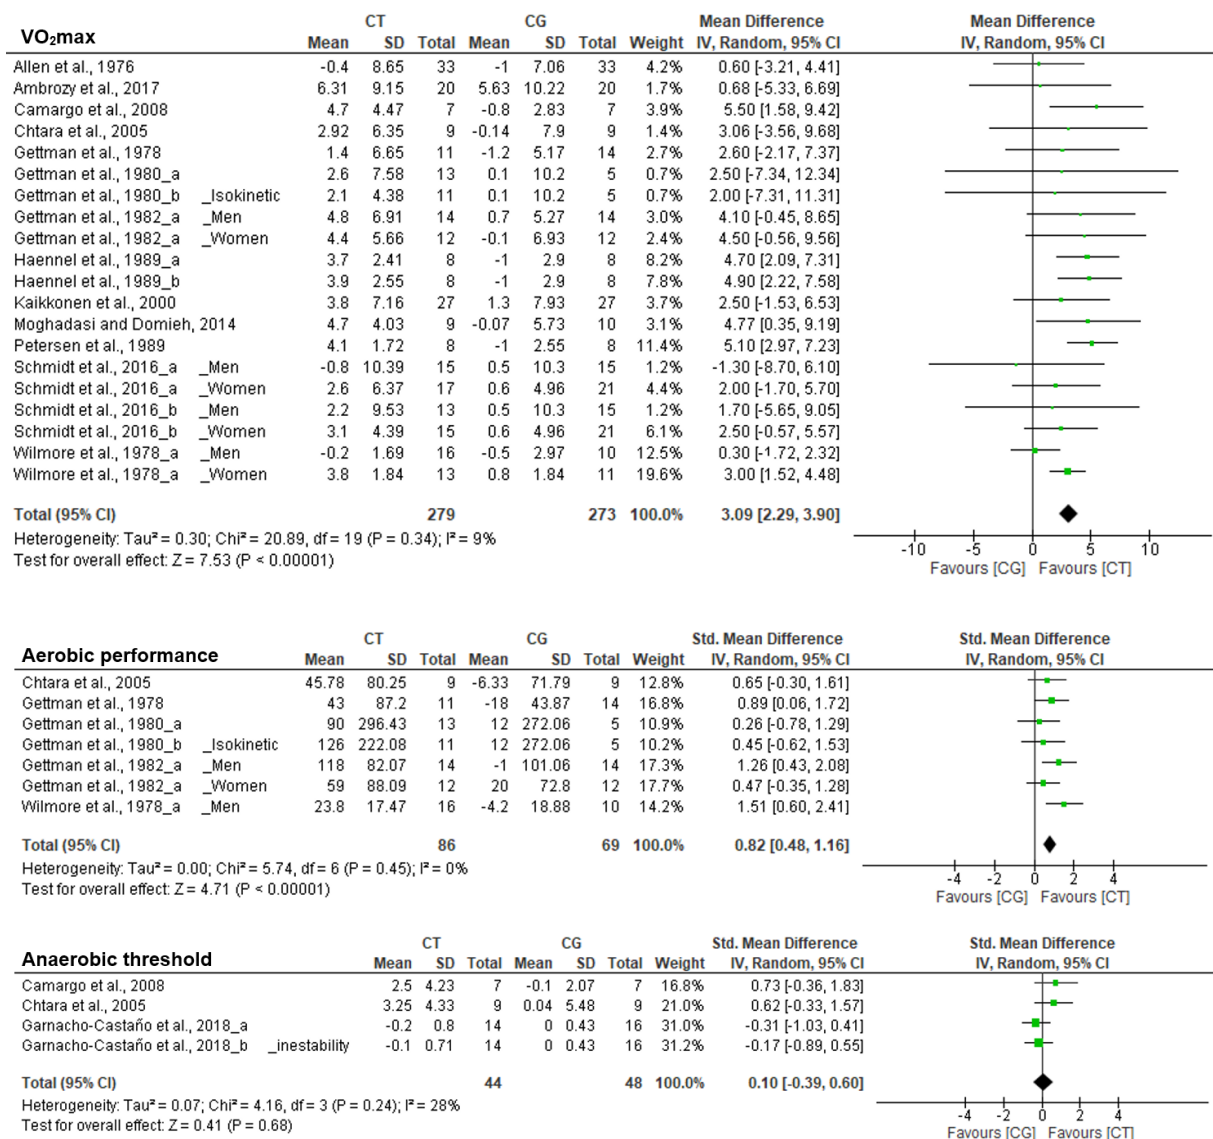 VO₂max CT CG Mean Difference Mean Difference
Mean SD Total Mean SD Total Weight IV, Random, 95% CI IV, Random, 95% CI
Allen et al., 1976 -0.4 8.65 33 -1 7.06 33 4.2% 0.60 [-3.21, 4.41]
Ambrozy et al., 2017 6.31 9.15 20 5.63 10.22 20 1.7% 0.68 [-5.33, 6.69]
Camargo et al., 2008 4.7 4.47 7 -0.8 2.83 7 3.9% 5.50 [1.58, 9.42]
Chtara et al., 2005 2.92 6.35 9 -0.14 7.9 9 1.4% 3.06 [-3.56, 9.68]
Gettman et al., 1978 1.4 6.65 11 -1.2 5.17 14 2.7% 2.60 [-2.17, 7.37]
Gettman et al., 1980_a 2.6 7.58 13 0.1 10.2 5 0.7% 2.50 [-7.34, 12.34]
Gettman et al., 1980_b _Isokinetic 2.1 4.38 11 0.1 10.2 5 0.7% 2.00 [-7.31, 11.31]
Gettman et al., 1982_a _Men 4.8 6.91 14 0.7 5.27 14 3.0% 4.10 [-0.45, 8.65]
Gettman et al., 1982_a _Women 4.4 5.66 12 -0.1 6.93 12 2.4% 4.50 [-0.56, 9.56]
Haennel et al., 1989_a 3.7 2.41 8 -1 2.9 8 8.2% 4.70 [2.09, 7.31]
Haennel et al., 1989_b 3.9 2.55 8 -1 2.9 8 7.8% 4.90 [2.22, 7.58]
Kaikkonen et al., 2000 3.8 7.16 27 1.3 7.93 27 3.7% 2.50 [-1.53, 6.53]
Moghadasi and Domieh, 2014 4.7 4.03 9 -0.07 5.73 10 3.1% 4.77 [0.35, 9.19]
Petersen et al., 1989 4.1 1.72 8 -1 2.55 8 11.4% 5.10 [2.97, 7.23]
Schmidt et al., 2016_a _Men -0.8 10.39 15 0.5 10.3 15 1.2% -1.30 [-8.70, 6.10]
Schmidt et al., 2016_a _Women 2.6 6.37 17 0.6 4.96 21 4.4% 2.00 [-1.70, 5.70]
Schmidt et al., 2016_b _Men 2.2 9.53 13 0.5 10.3 15 1.2% 1.70 [-5.65, 9.05]
Schmidt et al., 2016_b _Women 3.1 4.39 15 0.6 4.96 21 6.1% 2.50 [-0.57, 5.57]
Wilmore et al., 1978_a _Men -0.2 1.69 16 -0.5 2.97 10 12.5% 0.30 [-1.72, 2.32]
Wilmore et al., 1978_a _Women 3.8 1.84 13 0.8 1.84 11 19.6% 3.00 [1.52, 4.48]
Total (95% CI) 279 273 100.0% 3.09 [2.29, 3.90]
Heterogeneity: Tau² = 0.30; Chi² = 20.89, df = 19 (P = 0.34); I² = 9%
Test for overall effect: Z = 7.53 (P < 0.00001)
-10 -5 0 5 10
Favours [CG] Favours [CT]
Aerobic performance CT CG Std. Mean Difference Std. Mean Difference
Mean SD Total Mean SD Total Weight IV, Random, 95% CI IV, Random, 95% CI
Chtara et al., 2005 45.78 80.25 9 -6.33 71.79 9 12.8% 0.65 [-0.30, 1.61]
Gettman et al., 1978 43 87.2 11 -18 43.87 14 16.8% 0.89 [0.06, 1.72]
Gettman et al., 1980_a 90 296.43 13 12 272.06 5 10.9% 0.26 [-0.78, 1.29]
Gettman et al., 1980_b _Isokinetic 126 222.08 11 12 272.06 5 10.2% 0.45 [-0.62, 1.53]
Gettman et al., 1982_a _Men 118 82.07 14 -1 101.06 14 17.3% 1.26 [0.43, 2.08]
Gettman et al., 1982_a _Women 59 88.09 12 20 72.8 12 17.7% 0.47 [-0.35, 1.28]
Wilmore et al., 1978_a _Men 23.8 17.47 16 -4.2 18.88 10 14.2% 1.51 [0.60, 2.41]
Total (95% CI) 86 69 100.0% 0.82 [0.48, 1.16]
Heterogeneity: Tau² = 0.00; Chi² = 5.74, df = 6 (P = 0.45); I² = 0%
Test for overall effect: Z = 4.71 (P < 0.00001)
-4 -2 0 2 4
Favours [CG] Favours [CT]
Anaerobic threshold CT CG Std. Mean Difference Std. Mean Difference
Mean SD Total Mean SD Total Weight IV, Random, 95% CI IV, Random, 95% CI
Camargo et al., 2008 2.5 4.23 7 -0.1 2.07 7 16.8% 0.73 [-0.36, 1.83]
Chtara et al., 2005 3.25 4.33 9 0.04 5.48 9 21.0% 0.62 [-0.33, 1.57]
Garnacho-Castaño et al., 2018_a -0.2 0.8 14 0 0.43 16 31.0% -0.31 [-1.03, 0.41]
Garnacho-Castaño et al., 2018_b _inestability -0.1 0.71 14 0 0.43 16 31.2% -0.17 [-0.89, 0.55]
Total (95% CI) 44 48 100.0% 0.10 [-0.39, 0.60]
Heterogeneity: Tau² = 0.07; Chi² = 4.16, df = 3 (P = 0.24); I² = 28%
Test for overall effect: Z = 0.41 (P = 0.68)
-4 -2 0 2 4
Favours [CG] Favours [CT]